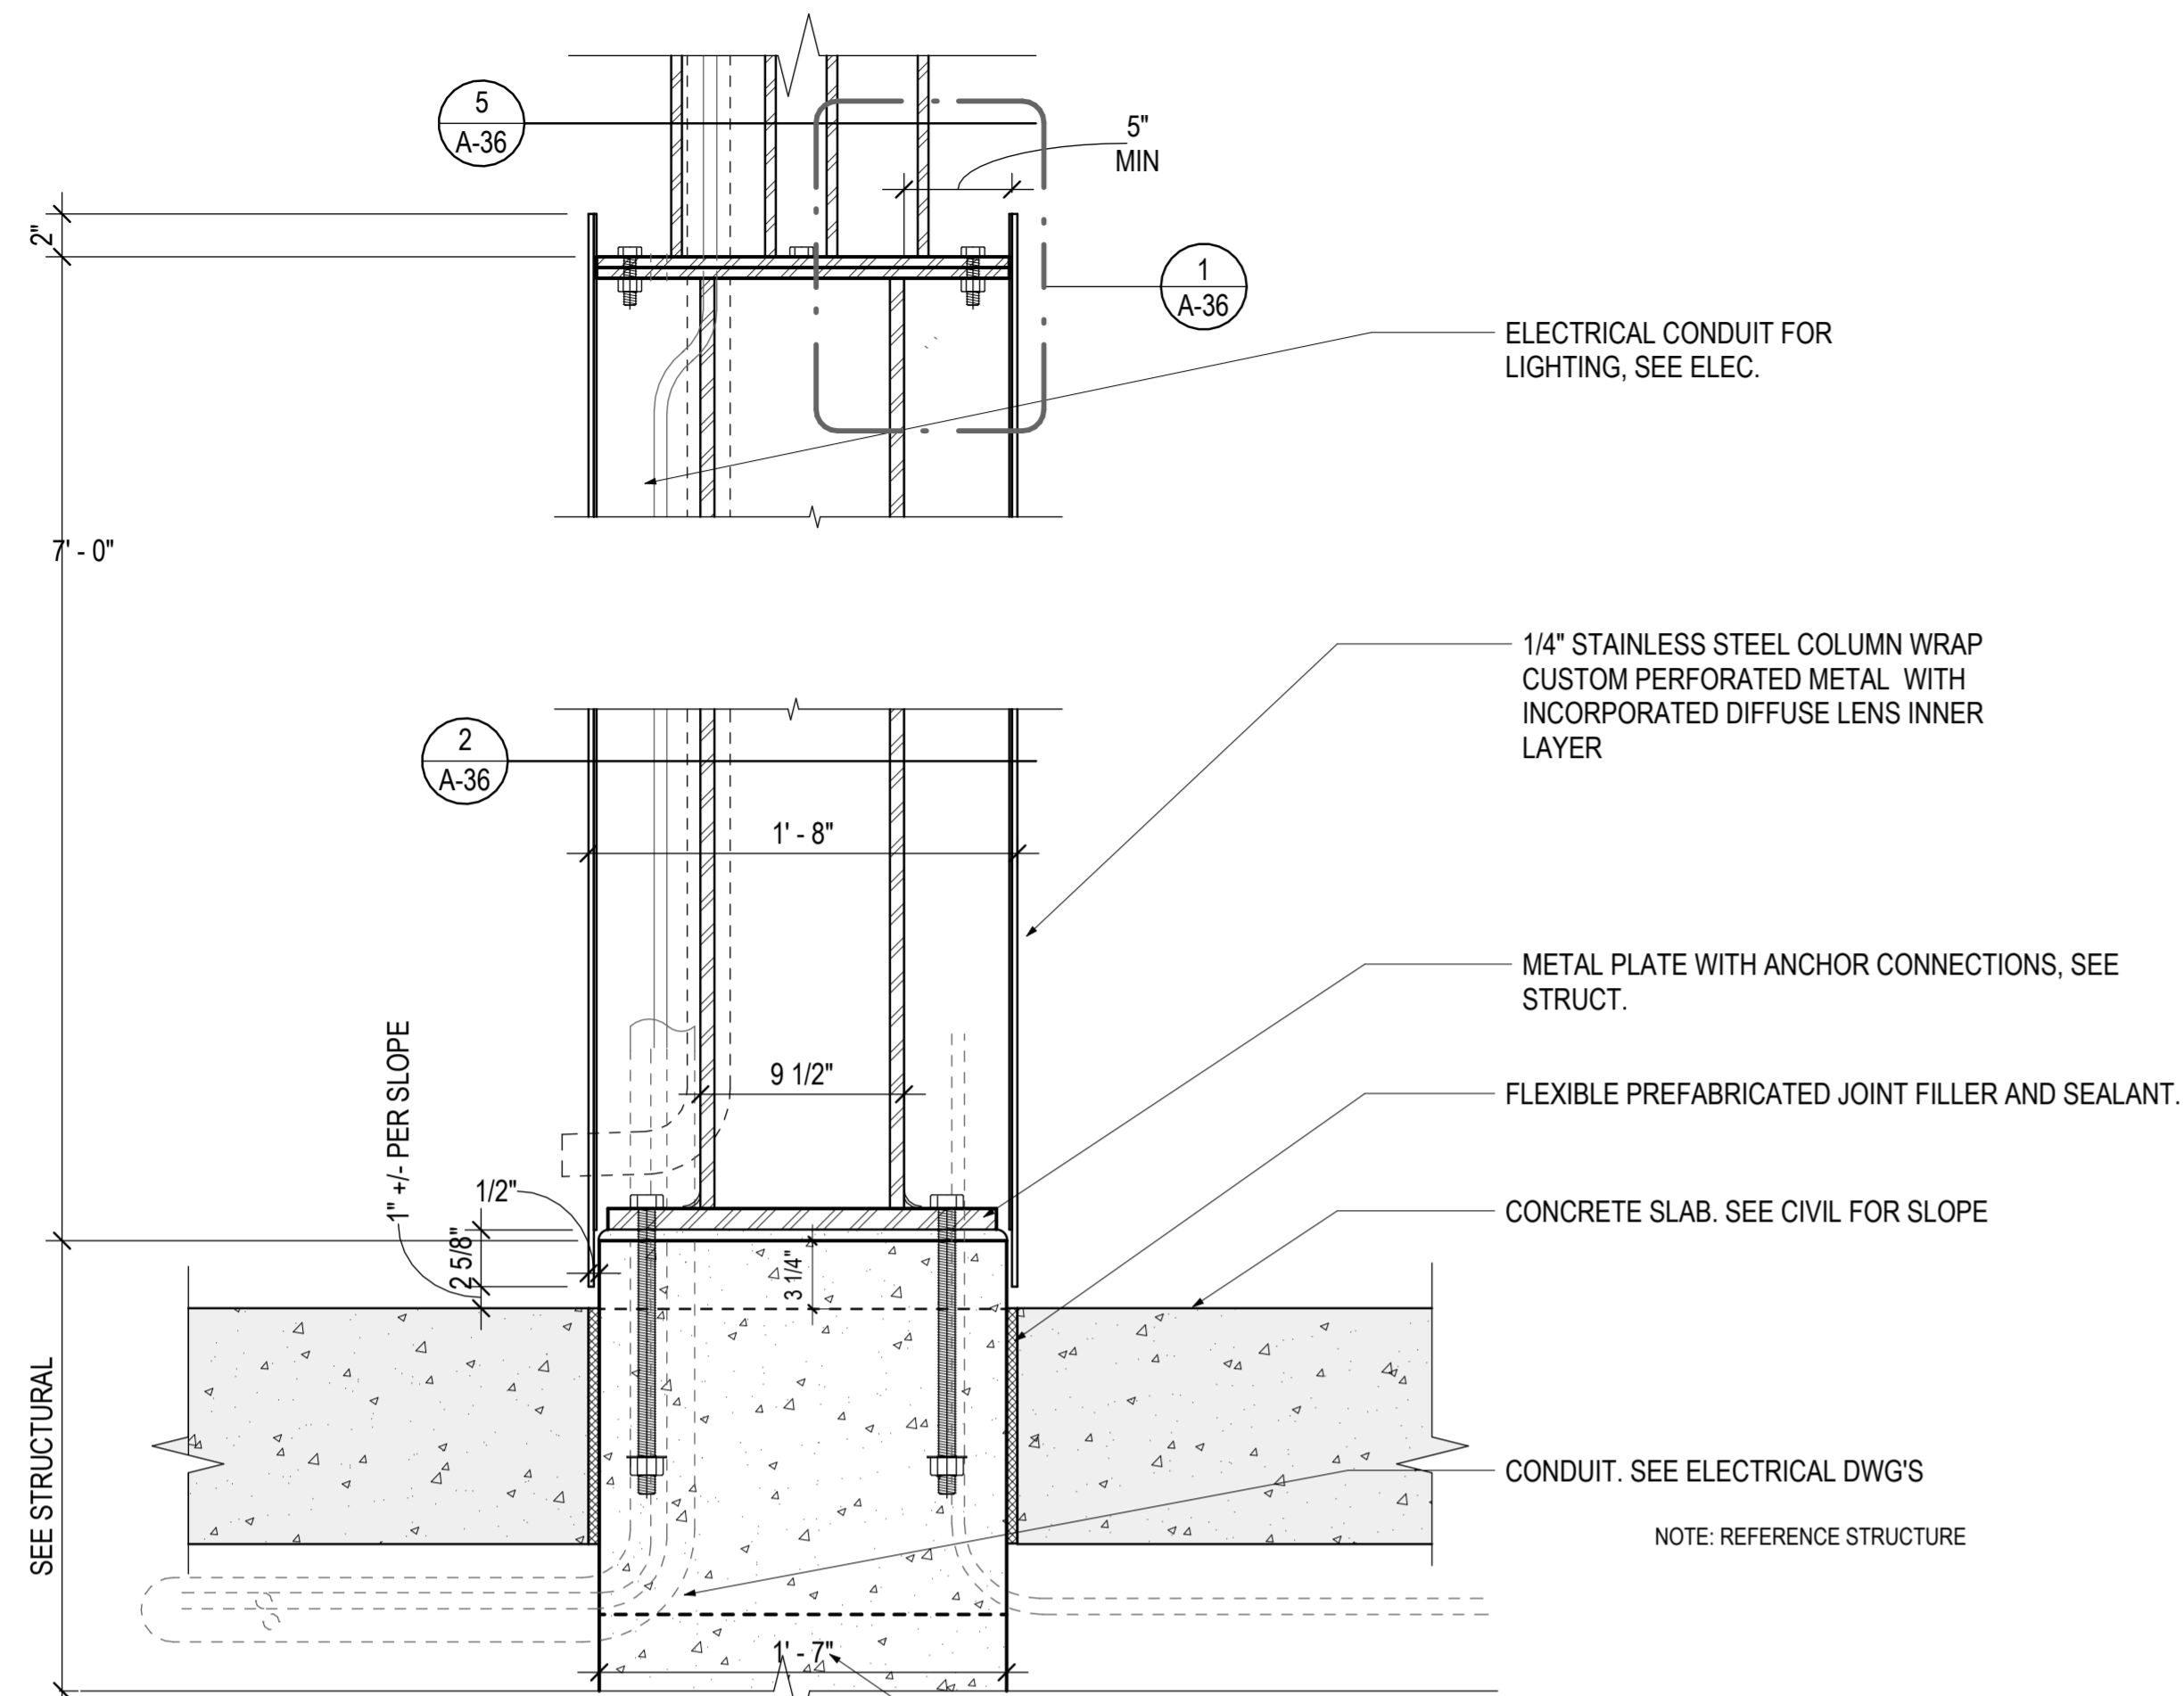 5
A-36
5"
MIN
2"
1
A-36
ELECTRICAL CONDUIT FOR
LIGHTING, SEE ELEC.
7' - 0"
1/4" STAINLESS STEEL COLUMN WRAP
CUSTOM PERFORATED METAL WITH
INCORPORATED DIFFUSE LENS INNER
LAYER
2
A-36
1' - 8"
METAL PLATE WITH ANCHOR CONNECTIONS, SEE
STRUCT.
1" +/- PER SLOPE
9 1/2"
FLEXIBLE PREFABRICATED JOINT FILLER AND SEALANT.
1/2"
CONCRETE SLAB. SEE CIVIL FOR SLOPE
2 5/8"
3 1/4"
SEE STRUCTURAL
CONDUIT. SEE ELECTRICAL DWG'S
NOTE: REFERENCE STRUCTURE
1' - 7"